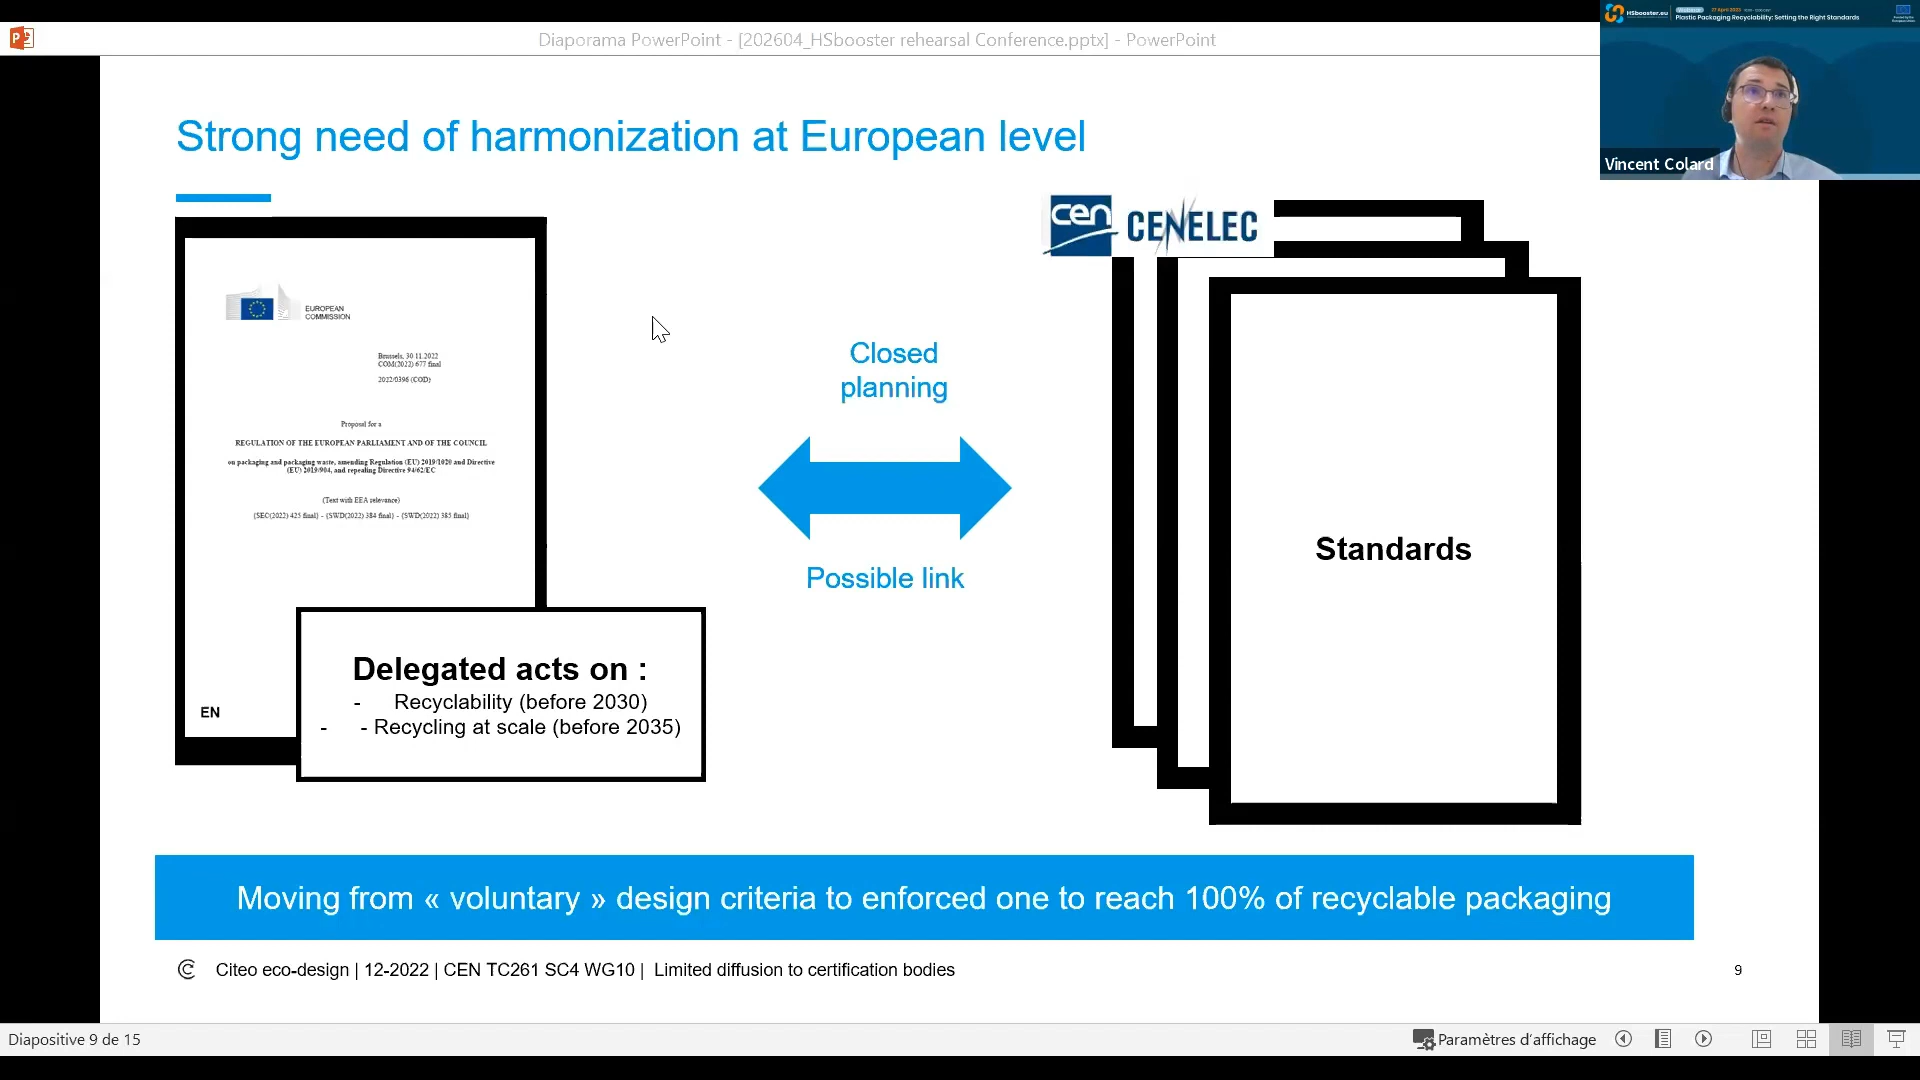 Diaporama PowerPoint - [202604_HSbooster rehearsal Conference.pptx] - PowerPoint
HSbooster.eu
Webinar
27 April 2023
Plastic Packaging Recyclability: Setting the Right Standards
Vincent Colard
Strong need of harmonization at European level
cen CENELEC
EUROPEAN
COMMISSION
Brussels, 30.11.2022
COM(2022) 677 final
2022/0396 (COD)
Proposal for a
REGULATION OF THE EUROPEAN PARLIAMENT AND OF THE COUNCIL
on packaging and packaging waste, amending Regulation (EU) 2019/1020 and Directive
(EU) 2019/904, and repealing Directive 94/62/EC
(Text with EEA relevance)
{SEC(2022) 425 final} - {SWD(2022) 384 final} - {SWD(2022) 385 final}
EN
Delegated acts on :
- Recyclability (before 2030)
- - Recycling at scale (before 2035)
Closed
planning
Possible link
Standards
Moving from « voluntary » design criteria to enforced one to reach 100% of recyclable packaging
Citeo eco-design | 12-2022 | CEN TC261 SC4 WG10 | Limited diffusion to certification bodies
9
Diapositive 9 de 15
Paramètres d'affichage